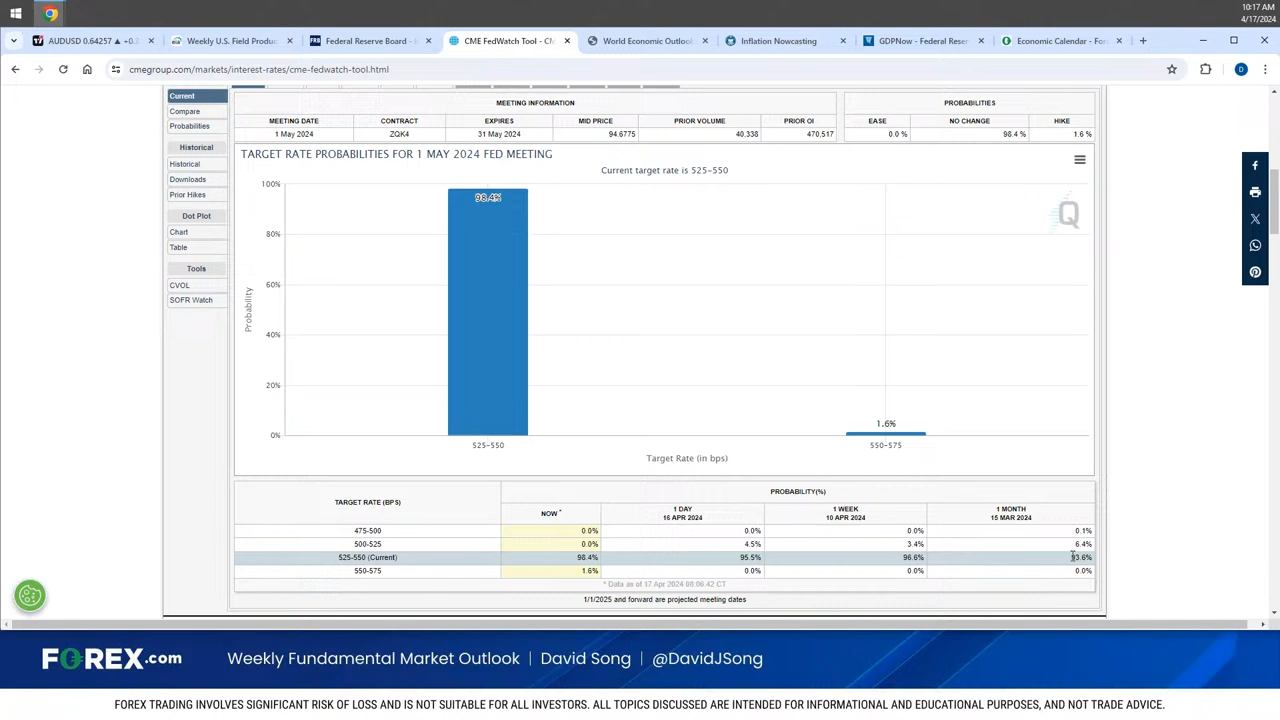 10:17 AM
4/17/2024
AUDUSD 0.64257 ▲ +0.
Weekly U.S. Field Produc
Federal Reserve Board -
CME FedWatch Tool - CM
World Economic Outlook
Inflation Nowcasting
GDPNow - Federal Rese
Economic Calendar - For
cmegroup.com/markets/interest-rates/cme-fedwatch-tool.html
D
Current
Compare
Probabilities
Historical
Historical
Downloads
Prior Hikes
Dot Plot
Chart
Table
Tools
CVOL
SOFR Watch
MEETING INFORMATION
MEETING DATE CONTRACT EXPIRES MID PRICE PRIOR VOLUME PRIOR OI
1 May 2024 ZQK4 31 May 2024 94.6775 40,338 470,517
PROBABILITIES
EASE NO CHANGE HIKE
0.0 % 98.4 % 1.6 %
TARGET RATE PROBABILITIES FOR 1 MAY 2024 FED MEETING
Current target rate is 525-550
Q
Probability
100%
80%
60%
40%
20%
0%
98.4%
1.6%
525-550 550-575
Target Rate (in bps)
TARGET RATE (BPS) PROBABILITY(%)
NOW * 1 DAY 1 WEEK 1 MONTH
16 APR 2024 10 APR 2024 15 MAR 2024
475-500 0.0% 0.0% 0.0% 0.1%
500-525 0.0% 4.5% 3.4% 6.4%
525-550 (Current) 98.4% 95.5% 96.6% 93.6%
550-575 1.6% 0.0% 0.0% 0.0%
* Data as of 17 Apr 2024 08:06:42 CT
1/1/2025 and forward are projected meeting dates
FOREX.com Weekly Fundamental Market Outlook | David Song | @DavidJSong
FOREX TRADING INVOLVES SIGNIFICANT RISK OF LOSS AND IS NOT SUITABLE FOR ALL INVESTORS. ALL TOPICS DISCUSSED ARE INTENDED FOR INFORMATIONAL AND EDUCATIONAL PURPOSES, AND NOT TRADE ADVICE.